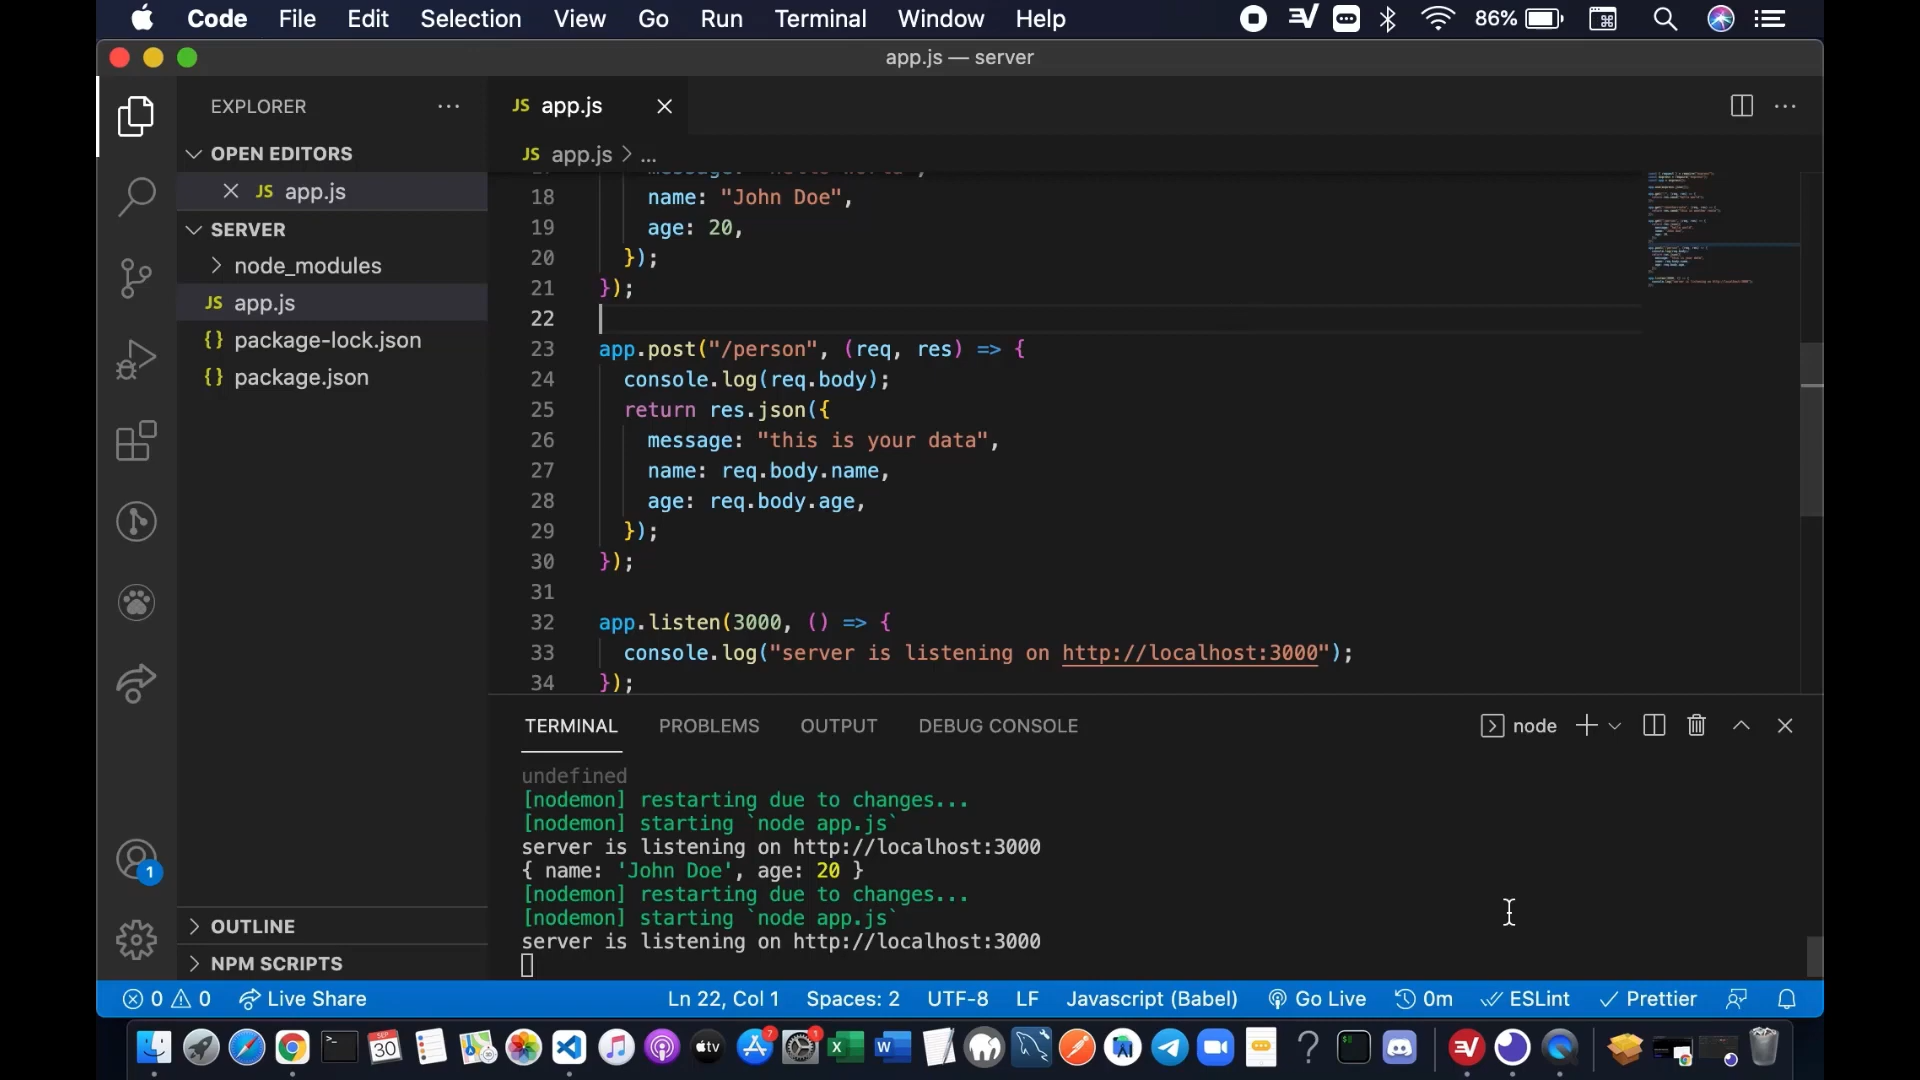 Code File Edit Selection View Go Run Terminal Window Help 86%
app.js — server
EXPLORER
JS app.js
OPEN EDITORS
JS app.js > ...
JS app.js
SERVER
node_modules
JS app.js
{} package-lock.json
{} package.json
18 name: "John Doe",
19 age: 20,
20 });
21 });
22
23 app.post("/person", (req, res) => {
24 console.log(req.body);
25 return res.json({
26 message: "this is your data",
27 name: req.body.name,
28 age: req.body.age,
29 });
30 });
31
32 app.listen(3000, () => {
33 console.log("server is listening on http://localhost:3000");
34 });
TERMINAL PROBLEMS OUTPUT DEBUG CONSOLE node
undefined
[nodemon] restarting due to changes...
[nodemon] starting `node app.js`
server is listening on http://localhost:3000
{ name: 'John Doe', age: 20 }
[nodemon] restarting due to changes...
[nodemon] starting `node app.js`
server is listening on http://localhost:3000
1
OUTLINE
NPM SCRIPTS
0 0 Live Share Ln 22, Col 1 Spaces: 2 UTF-8 LF Javascript (Babel) Go Live 0m ESLint Prettier
SEP 30 tv 7 1 X W ?